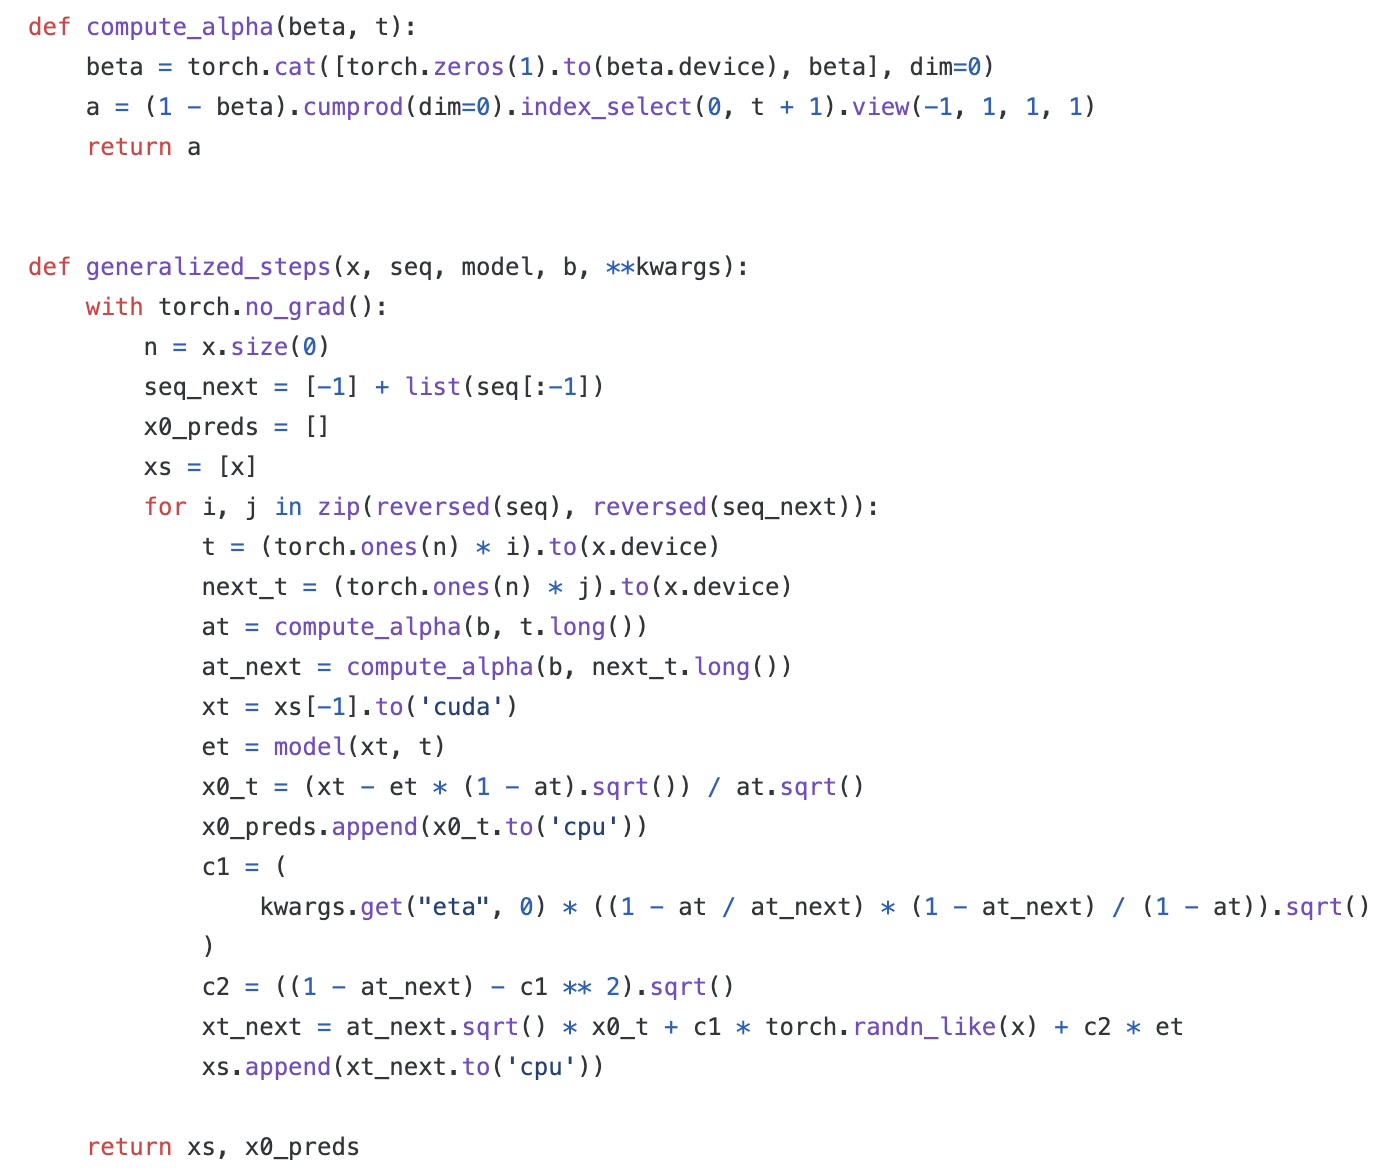 def compute_alpha(beta, t):
    beta = torch.cat([torch.zeros(1).to(beta.device), beta], dim=0)
    a = (1 - beta).cumprod(dim=0).index_select(0, t + 1).view(-1, 1, 1, 1)
    return a


def generalized_steps(x, seq, model, b, **kwargs):
    with torch.no_grad():
        n = x.size(0)
        seq_next = [-1] + list(seq[:-1])
        x0_preds = []
        xs = [x]
        for i, j in zip(reversed(seq), reversed(seq_next)):
            t = (torch.ones(n) * i).to(x.device)
            next_t = (torch.ones(n) * j).to(x.device)
            at = compute_alpha(b, t.long())
            at_next = compute_alpha(b, next_t.long())
            xt = xs[-1].to('cuda')
            et = model(xt, t)
            x0_t = (xt - et * (1 - at).sqrt()) / at.sqrt()
            x0_preds.append(x0_t.to('cpu'))
            c1 = (
                kwargs.get("eta", 0) * ((1 - at / at_next) * (1 - at_next) / (1 - at)).sqrt()
            )
            c2 = ((1 - at_next) - c1 ** 2).sqrt()
            xt_next = at_next.sqrt() * x0_t + c1 * torch.randn_like(x) + c2 * et
            xs.append(xt_next.to('cpu'))

    return xs, x0_preds